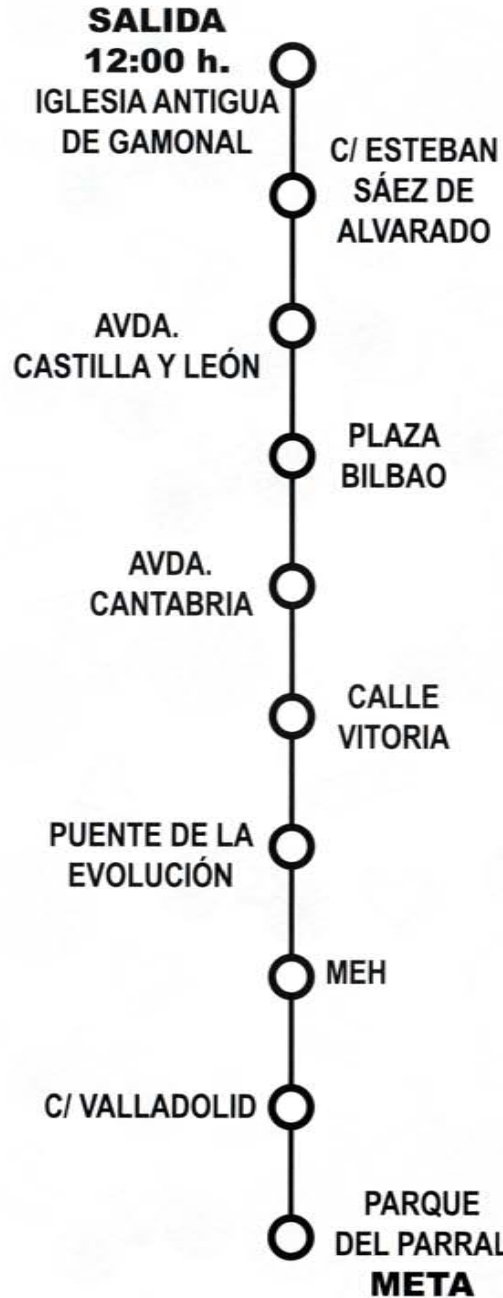 SALIDA
12:00 h.
IGLESIA ANTIGUA
DE GAMONAL
C/ ESTEBAN
SÁEZ DE
ALVARADO
AVDA.
CASTILLA Y LEÓN
PLAZA
BILBAO
AVDA.
CANTABRIA
CALLE
VITORIA
PUENTE DE LA
EVOLUCIÓN
MEH
C/ VALLADOLID
PARQUE
DEL PARRAL
META